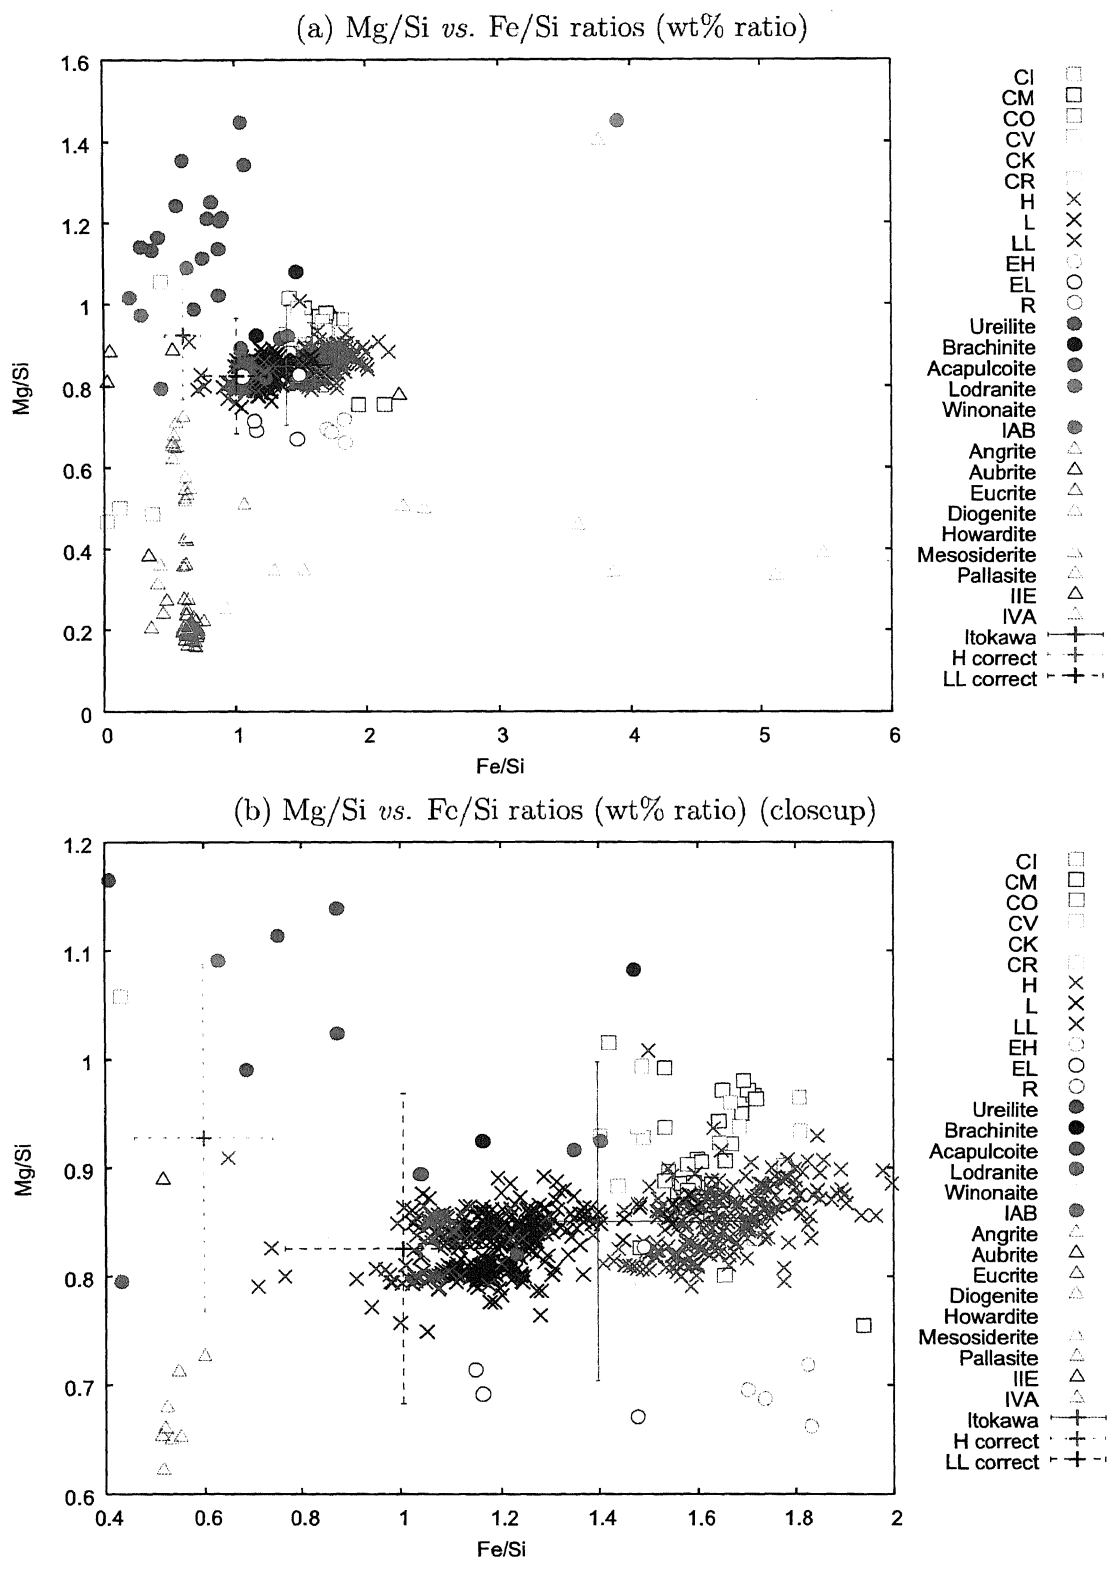 (a) Mg/Si vs. Fe/Si ratios (wt% ratio)
1.6
1.4
1.2
1
0.8
0.6
0.4
0.2
0
Mg/Si
0 1 2 3 4 5 6
Fe/Si
CI
CM
CO
CV
CK
CR
H
L
LL
EH
EL
R
Ureilite
Brachinite
Acapulcoite
Lodranite
Winonaite
IAB
Angrite
Aubrite
Eucrite
Diogenite
Howardite
Mesosiderite
Pallasite
IIE
IVA
Itokawa
H correct
LL correct
(b) Mg/Si vs. Fe/Si ratios (wt% ratio) (closeup)
1.2
1.1
1
0.9
0.8
0.7
0.6
Mg/Si
0.4 0.6 0.8 1 1.2 1.4 1.6 1.8 2
Fe/Si
CI
CM
CO
CV
CK
CR
H
L
LL
EH
EL
R
Ureilite
Brachinite
Acapulcoite
Lodranite
Winonaite
IAB
Angrite
Aubrite
Eucrite
Diogenite
Howardite
Mesosiderite
Pallasite
IIE
IVA
Itokawa
H correct
LL correct